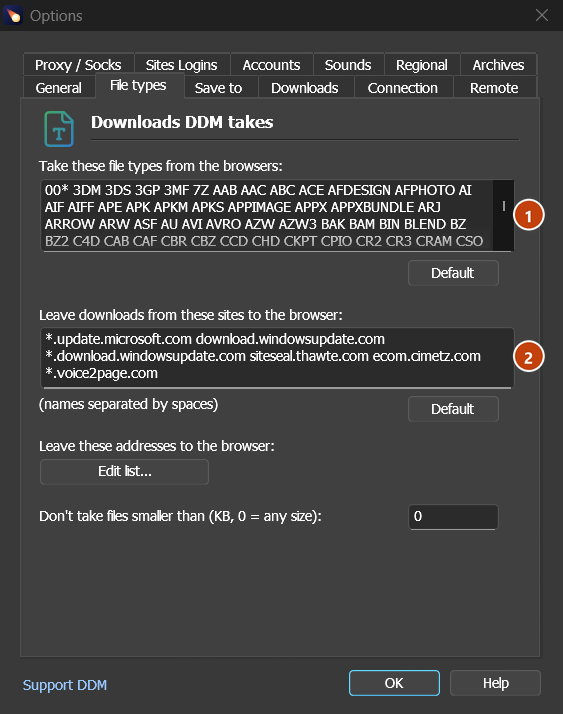 Options
Proxy / Socks Sites Logins Accounts Sounds Regional Archives
General File types Save to Downloads Connection Remote
T Downloads DDM takes
Take these file types from the browsers:
00* 3DM 3DS 3GP 3MF 7Z AAB AAC ABC ACE AFDESIGN AFPHOTO AI
AIF AIFF APE APK APKM APKS APPIMAGE APPX APPXBUNDLE ARJ
ARROW ARW ASF AU AVI AVRO AZW AZW3 BAK BAM BIN BLEND BZ
BZ2 C4D CAB CAF CBR CBZ CCD CHD CKPT CPIO CR2 CR3 CRAM CSO
1
Default
Leave downloads from these sites to the browser:
*.update.microsoft.com download.windowsupdate.com
*.download.windowsupdate.com siteseal.thawte.com ecom.cimetz.com
*.voice2page.com
2
(names separated by spaces) Default
Leave these addresses to the browser:
Edit list...
Don't take files smaller than (KB, 0 = any size): 0
Support DDM OK Help